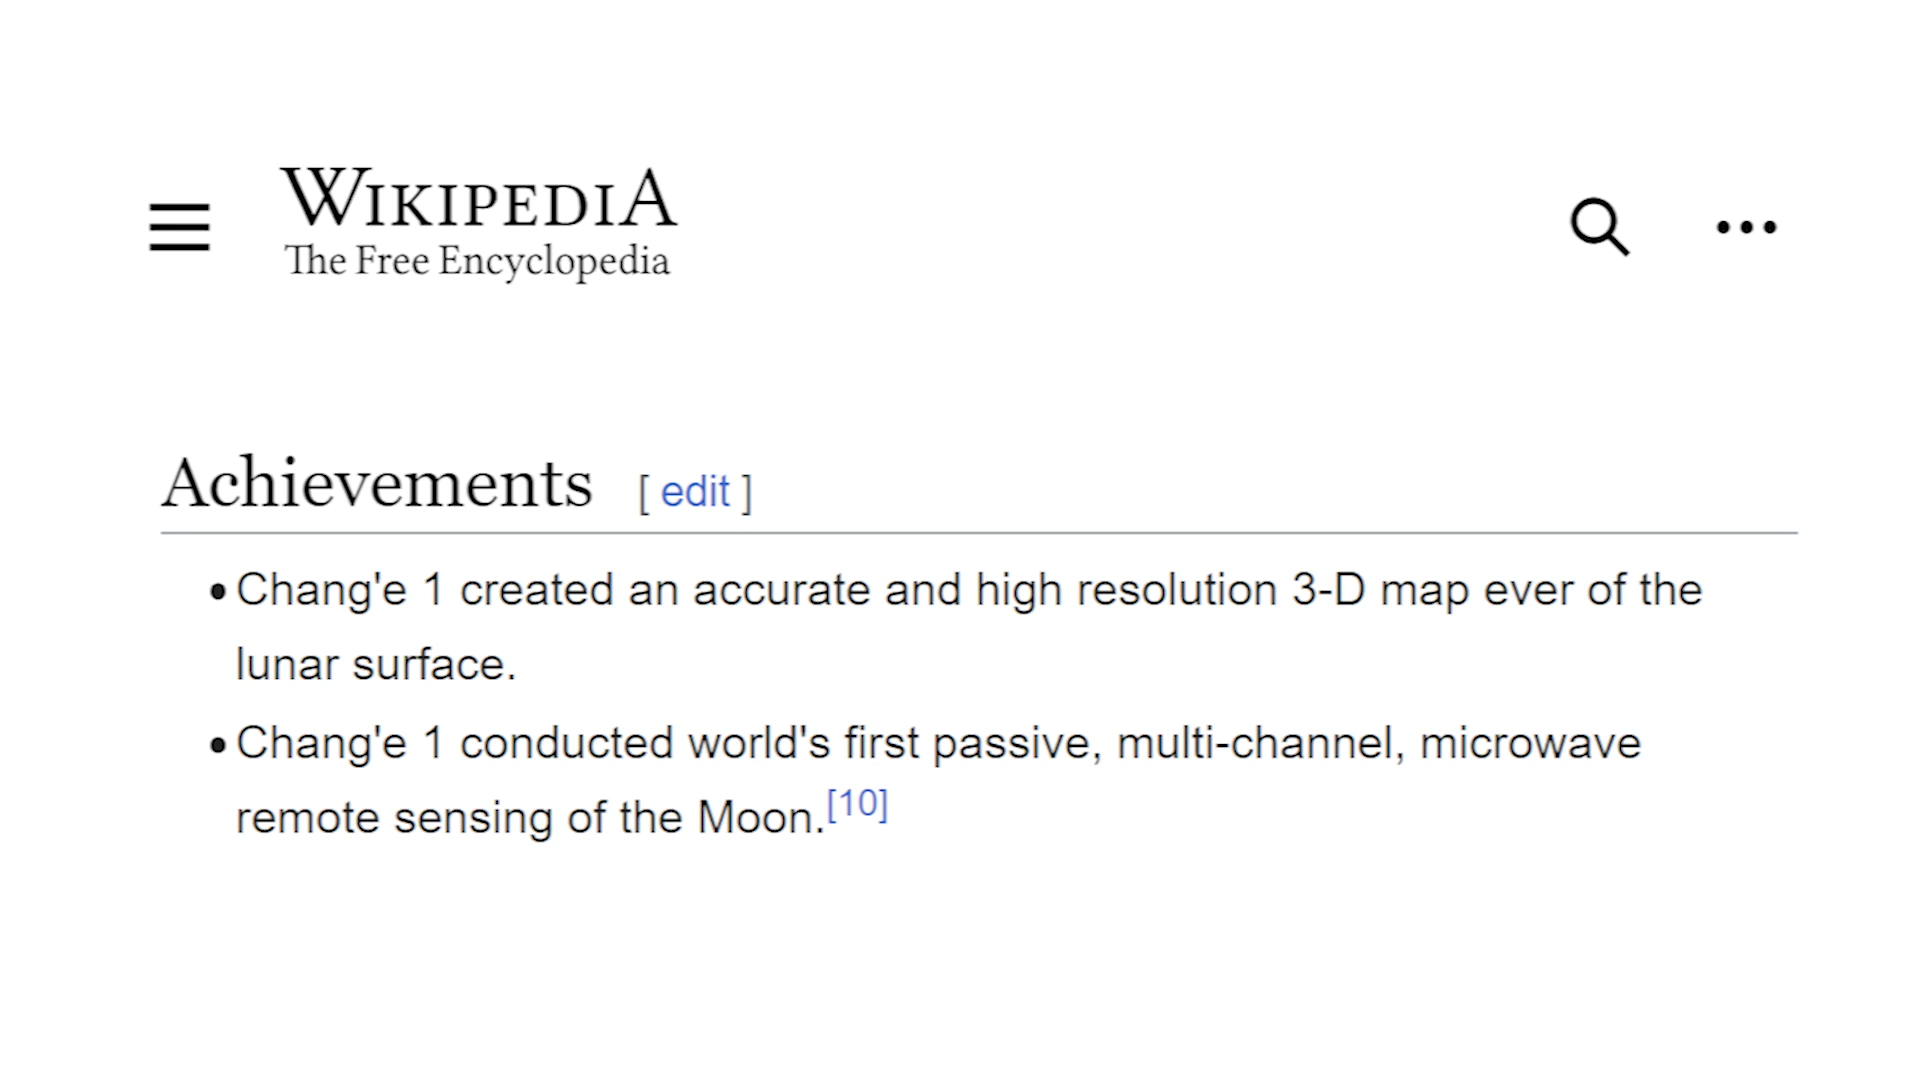 WIKIPEDIA
The Free Encyclopedia
Achievements [ edit ]
• Chang'e 1 created an accurate and high resolution 3-D map ever of the
lunar surface.
• Chang'e 1 conducted world's first passive, multi-channel, microwave
remote sensing of the Moon.[10]